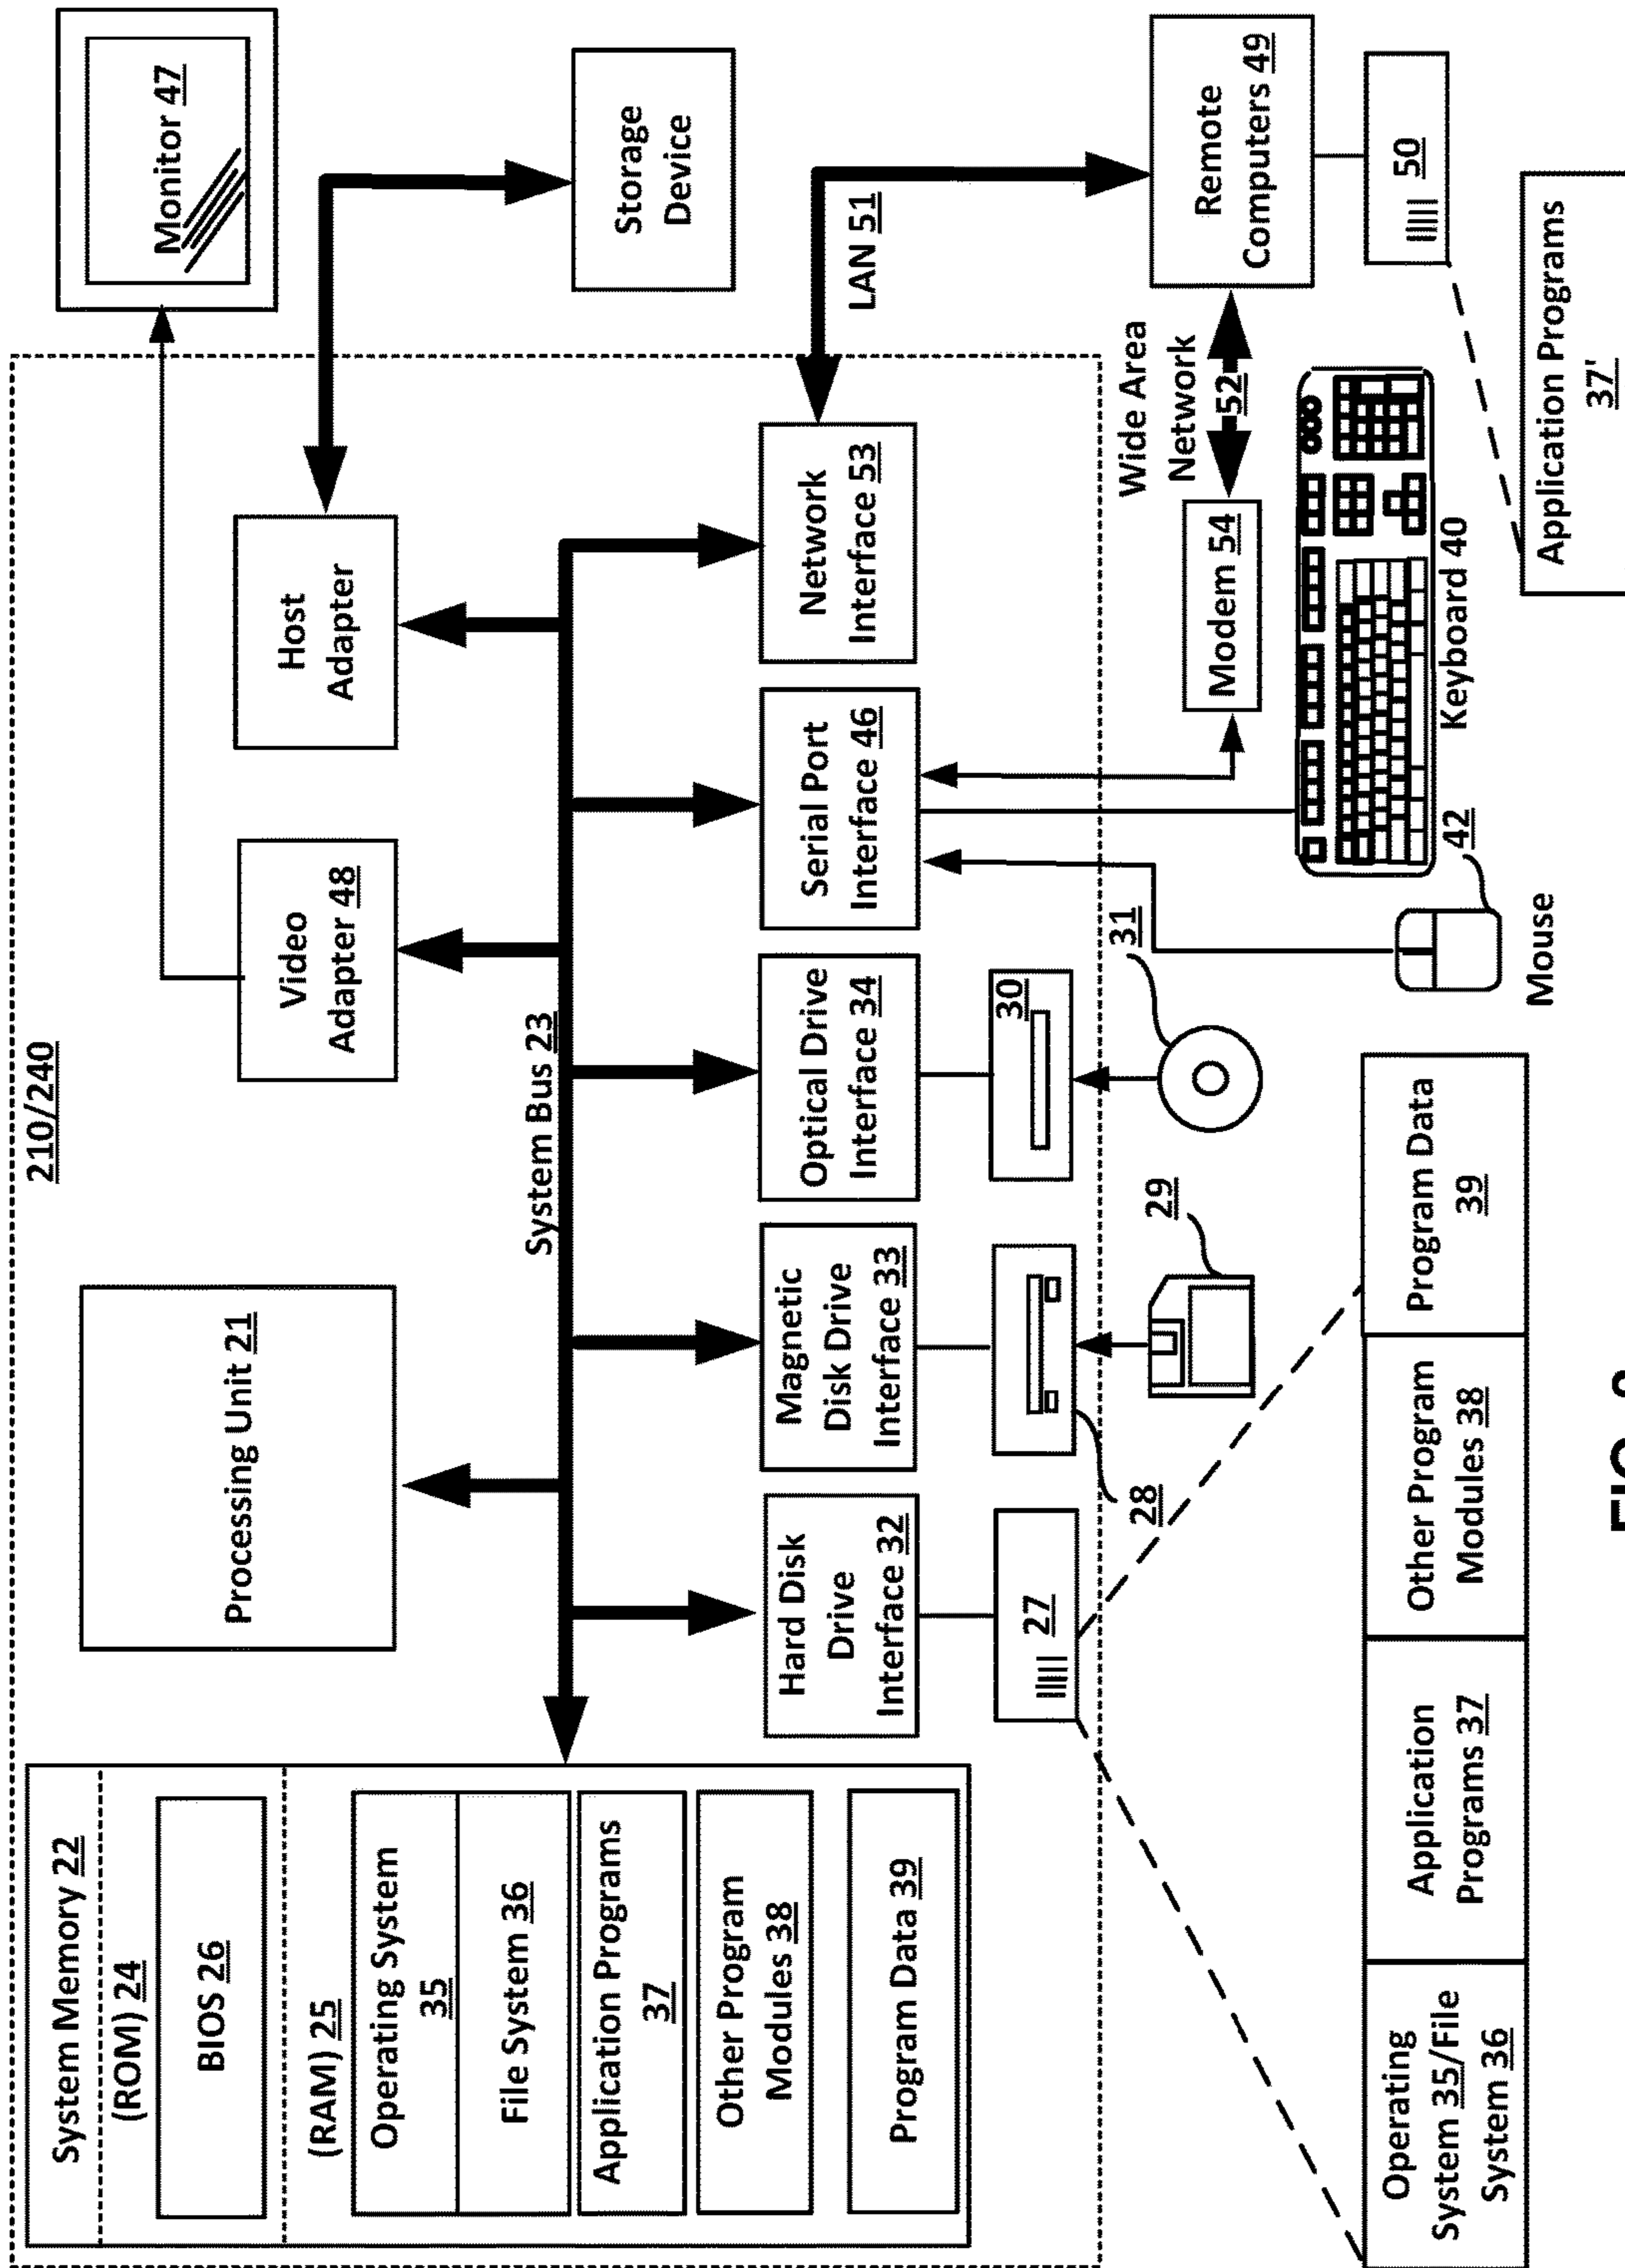 210/240
System Memory 22
(ROM) 24
BIOS 26
(RAM) 25
Operating System
35
File System 36
Application Programs
37
Other Program
Modules 38
Program Data 39
Processing Unit 21
Video
Adapter 48
Host
Adapter
Monitor 47
Storage
Device
System Bus 23
LAN 51
Hard Disk
Drive
Interface 32
Magnetic
Disk Drive
Interface 33
Optical Drive
Interface 34
Serial Port
Interface 46
Network
Interface 53
27
28
29
30
31
Modem 54
Wide Area
Network
52
Remote
Computers 49
50
Keyboard 40
42
Mouse
Operating
System 35/File
System 36
Application
Programs 37
Other Program
Modules 38
Program Data
39
Application Programs
37'